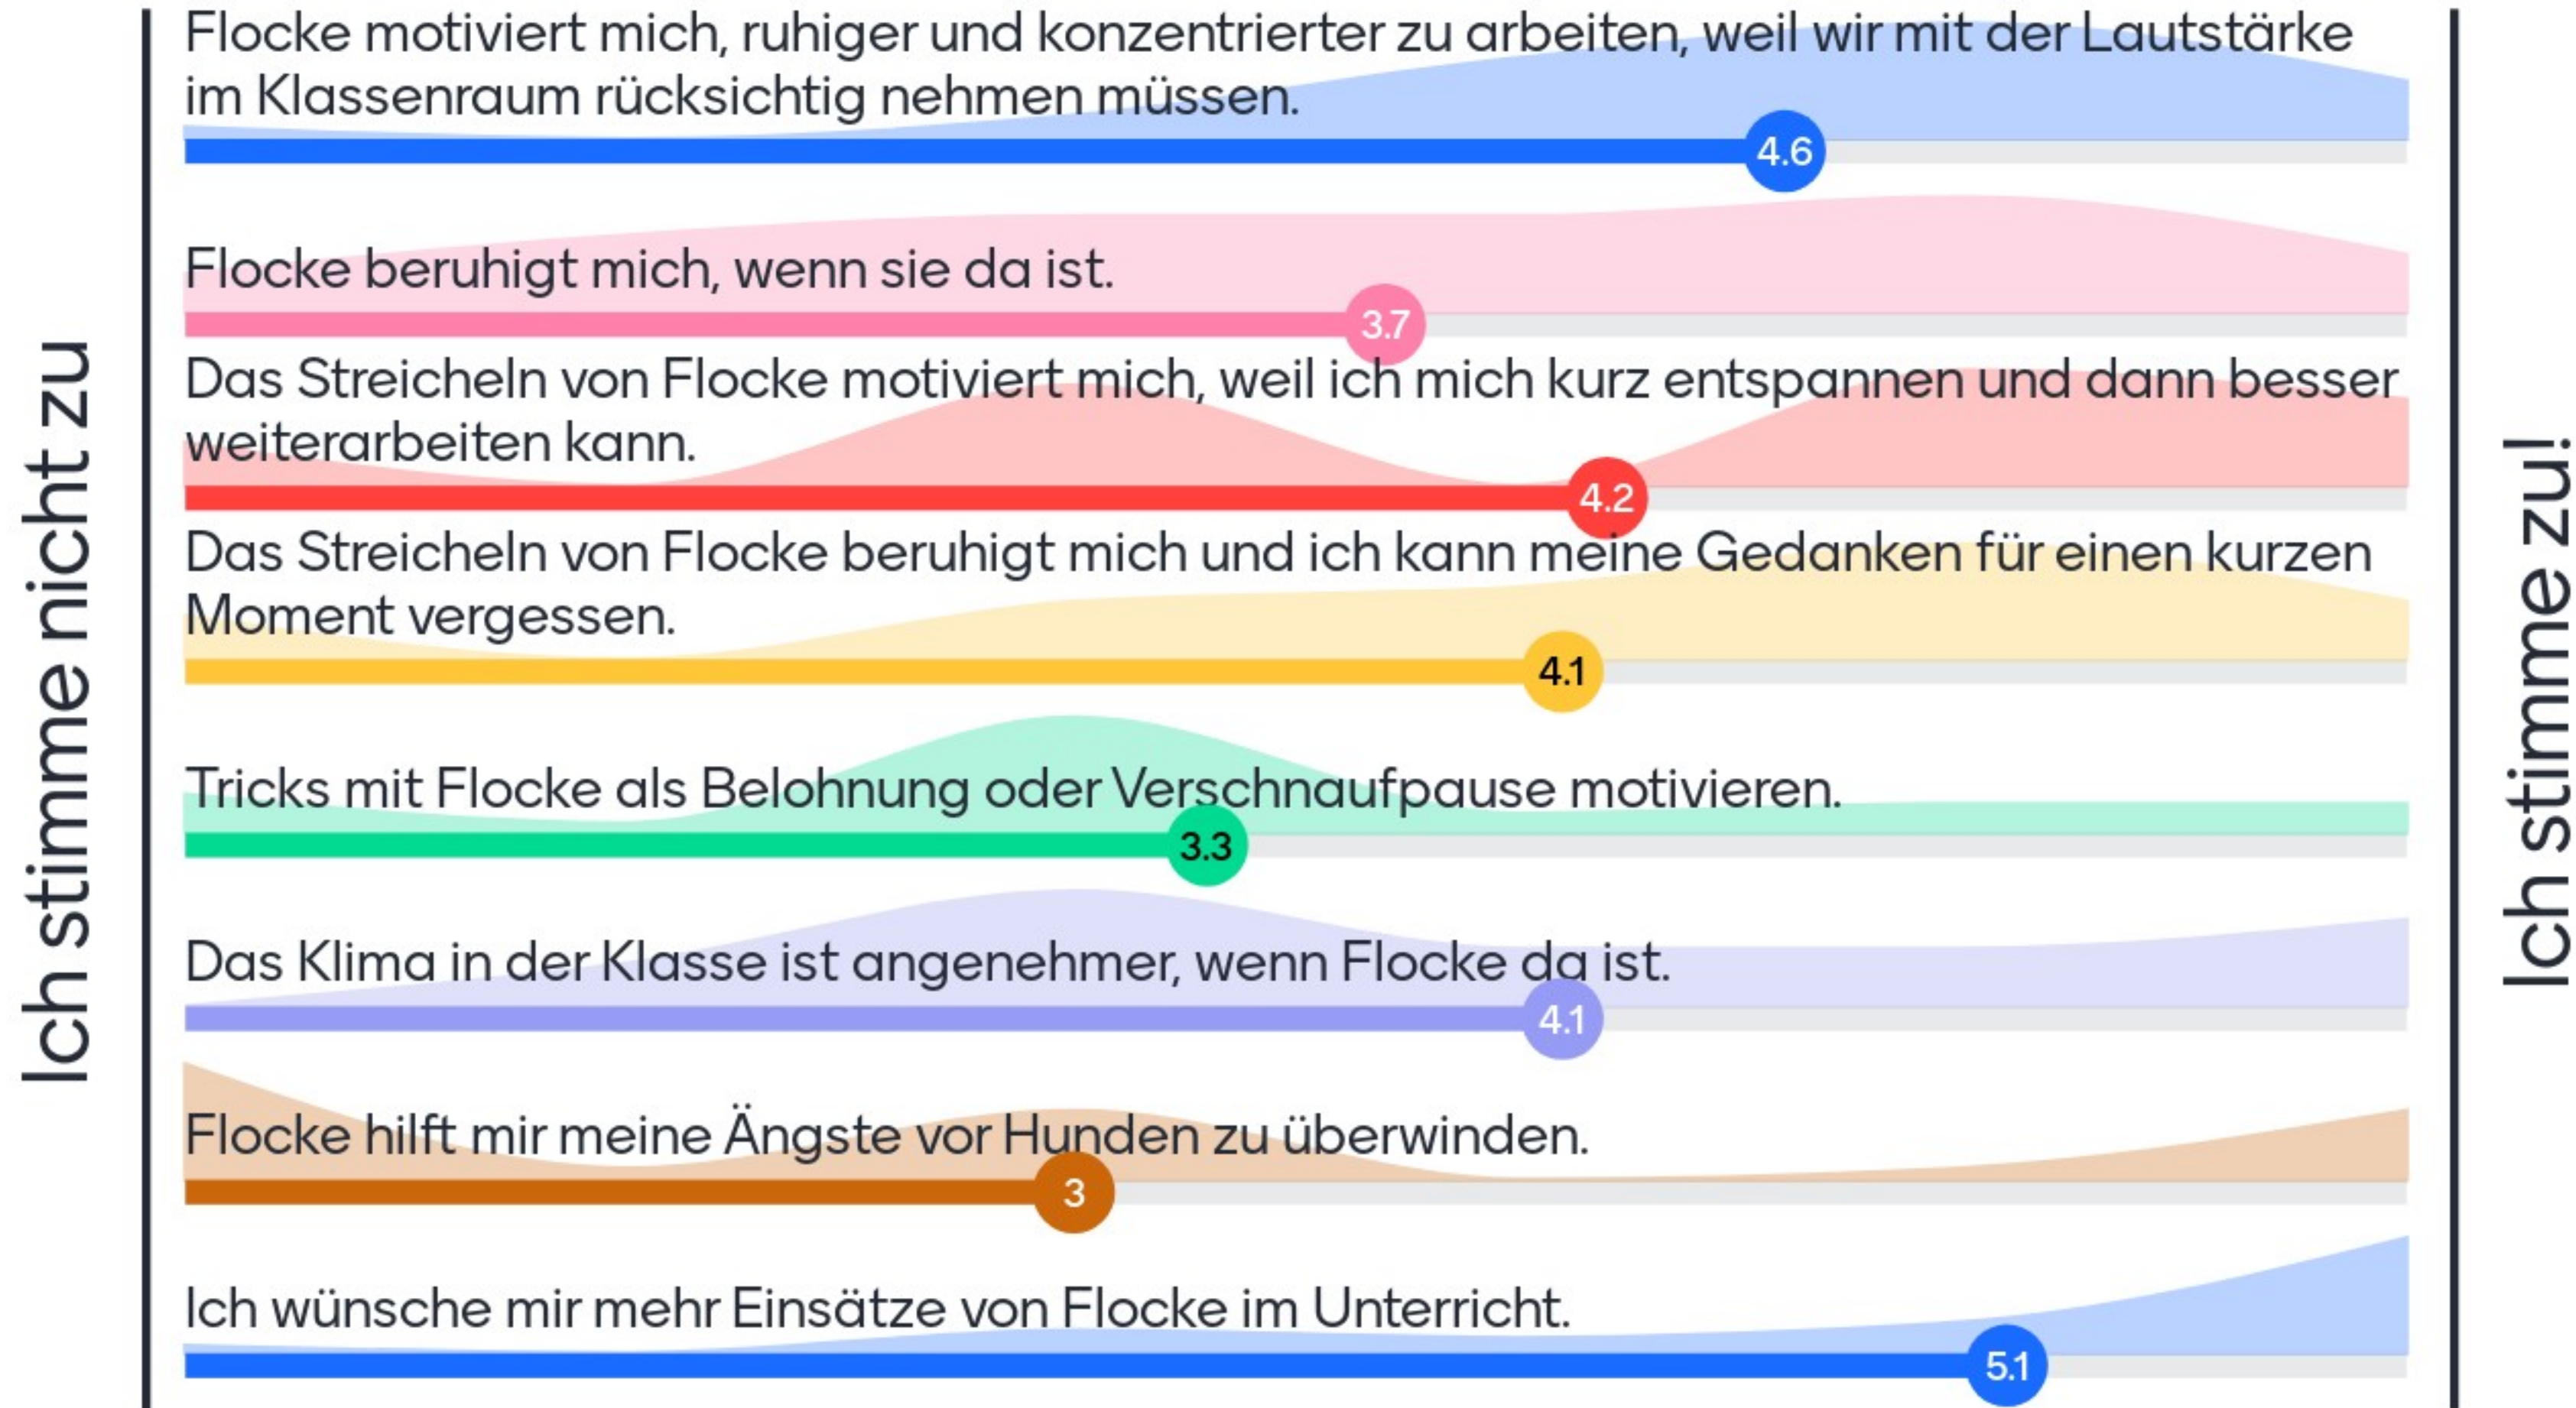 Ich stimme nicht zu
Flocke motiviert mich, ruhiger und konzentrierter zu arbeiten, weil wir mit der Lautstärke
im Klassenraum rücksichtig nehmen müssen.
4.6
Flocke beruhigt mich, wenn sie da ist.
3.7
Das Streicheln von Flocke motiviert mich, weil ich mich kurz entspannen und dann besser
weiterarbeiten kann.
4.2
Das Streicheln von Flocke beruhigt mich und ich kann meine Gedanken für einen kurzen
Moment vergessen.
4.1
Tricks mit Flocke als Belohnung oder Verschnaufpause motivieren.
3.3
Das Klima in der Klasse ist angenehmer, wenn Flocke da ist.
4.1
Flocke hilft mir meine Ängste vor Hunden zu überwinden.
3
Ich wünsche mir mehr Einsätze von Flocke im Unterricht.
5.1
Ich stimme zu!